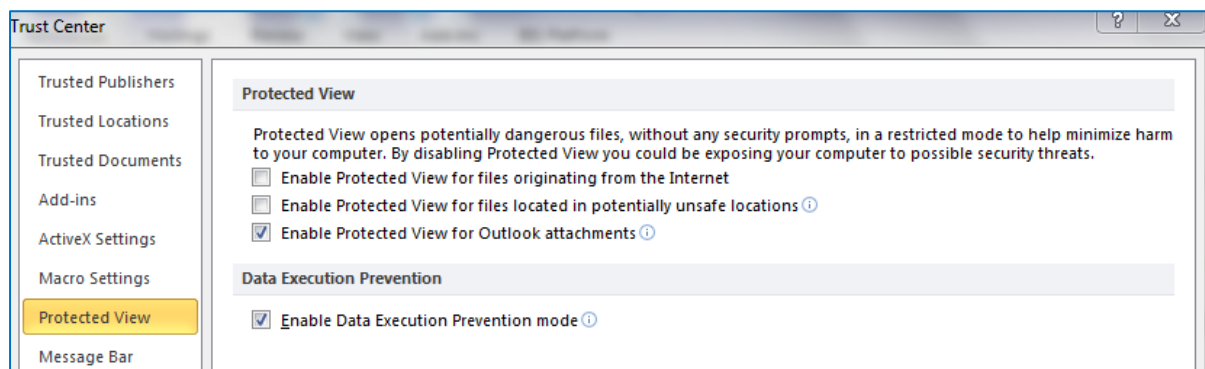 Trust Center
Trusted Publishers
Trusted Locations
Trusted Documents
Add-ins
ActiveX Settings
Macro Settings
Protected View
Message Bar
Protected View
Protected View opens potentially dangerous files, without any security prompts, in a restricted mode to help minimize harm
to your computer. By disabling Protected View you could be exposing your computer to possible security threats.
Enable Protected View for files originating from the Internet
Enable Protected View for files located in potentially unsafe locations
Enable Protected View for Outlook attachments
Data Execution Prevention
Enable Data Execution Prevention mode